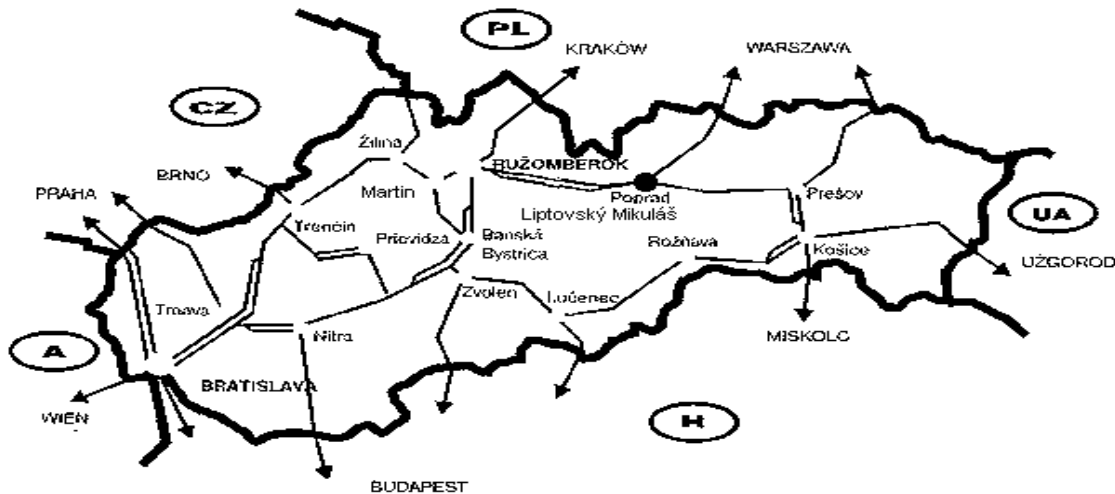 PL
KRAKÓW
WARSZAWA
CZ
Žilina
RUŽOMBEROK
BRNO
PRAHA
Martin
Poprad
Prešov
Liptovský Mikuláš
UA
Trenčín
Prievidza
Banská
Bystrica
Rožňava
Košice
UŽGOROD
Zvolen
Lučenec
Trnava
Nitra
MISKOLC
A
BRATISLAVA
WIEN
H
BUDAPEST